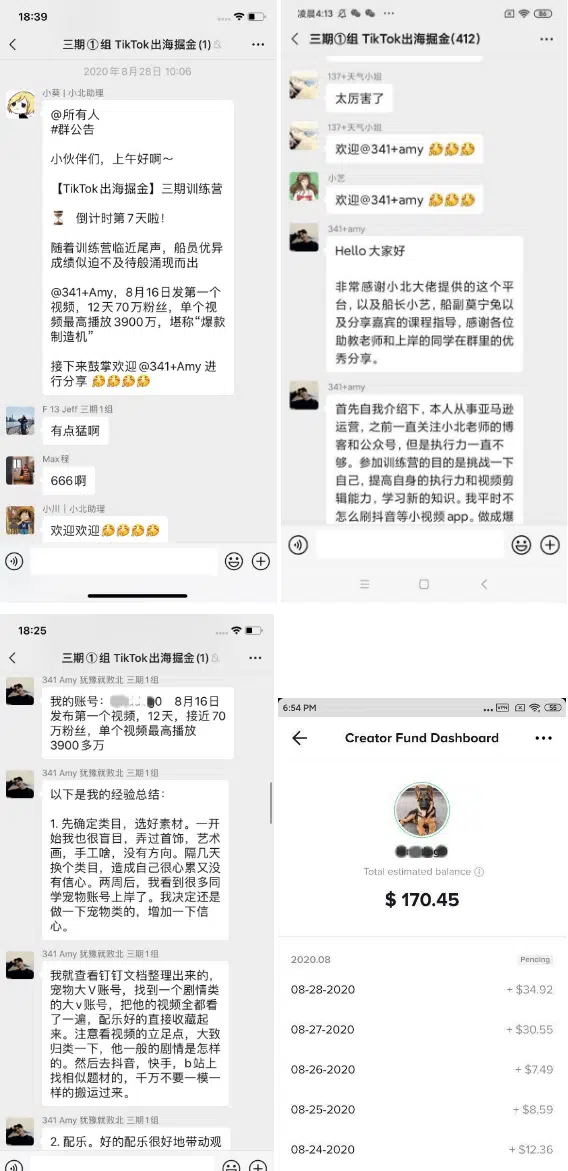 18:39
三期①组 TikTok出海掘金(1)
2020年8月28日 10:06
小葵 | 小北助理
@所有人
#群公告
小伙伴们，上午好啊～
【TikTok出海掘金】三期训练营
倒计时第7天啦！
随着训练营临近尾声，船员优异
成绩似迫不及待般涌现而出
@341+Amy，8月16日发第一个
视频，12天70万粉丝，单个视
频最高播放3900万，堪称“爆款
制造机”
接下来鼓掌欢迎@341+Amy 进
行分享
F 13 Jeff 三期1组
有点猛啊
Max程
666啊
小川 | 小北助理
欢迎欢迎
凌晨4:13
86
三期①组 TikTok出海掘金(412)
137+天气小姐
太厉害了
137+天气小姐
欢迎@341+amy
小艺
欢迎@341+amy
341+amy
Hello大家好
非常感谢小北大佬提供的这个平
台，以及船长小艺，船副莫宁兔以
及分享嘉宾的课程指导，感谢各位
助教老师和上岸的同学在群里的优
秀分享。
341+amy
首先自我介绍下，本人从事亚马逊
运营，之前一直关注小北老师的博
客和公众号，但是执行力一直不
够。参加训练营的目的是挑战一下
自己，提高自身的执行力和视频剪
辑能力，学习新的知识。我平时不
怎么刷抖音等小视频app。做成爆
18:25
三期①组 TikTok出海掘金(1)
341 Amy 犹豫就败北 三期1组
我的账号：0 8月16日
发布第一个视频，12天，接近70
万粉丝，单个视频最高播放
3900多万
341 Amy 犹豫就败北 三期1组
以下是我的经验总结：
1. 先确定类目，选好素材。一开
始我也很盲目，弄过首饰，艺术
画，手工啥，没有方向。隔几天
换个类目，造成自己很心累又没
有信心。两周后，我看到很多同
学宠物账号上岸了。我决定还是
做一下宠物类的，增加一下信
心。
341 Amy 犹豫就败北 三期1组
我就查看钉钉文档整理出来的，
宠物大V账号，找到一个剧情类
的大v账号，把他的视频全都看
了一遍，配乐好的直接收藏起
来。注意看视频的立足点，大致
归类一下，他一般的剧情是怎样
的。然后去抖音，快手，b站上
找相似题材的，千万不要一模一
样的搬运过来。
341 Amy 犹豫就败北 三期1组
2. 配乐。好的配乐很好地带动观
6:54 PM
VPN
55
Creator Fund Dashboard
Total estimated balance
$ 170.45
2020.08
Pending
08-28-2020
+ $34.92
08-27-2020
+ $30.55
08-26-2020
+ $7.49
08-25-2020
+ $8.59
08-24-2020
+ $12.36